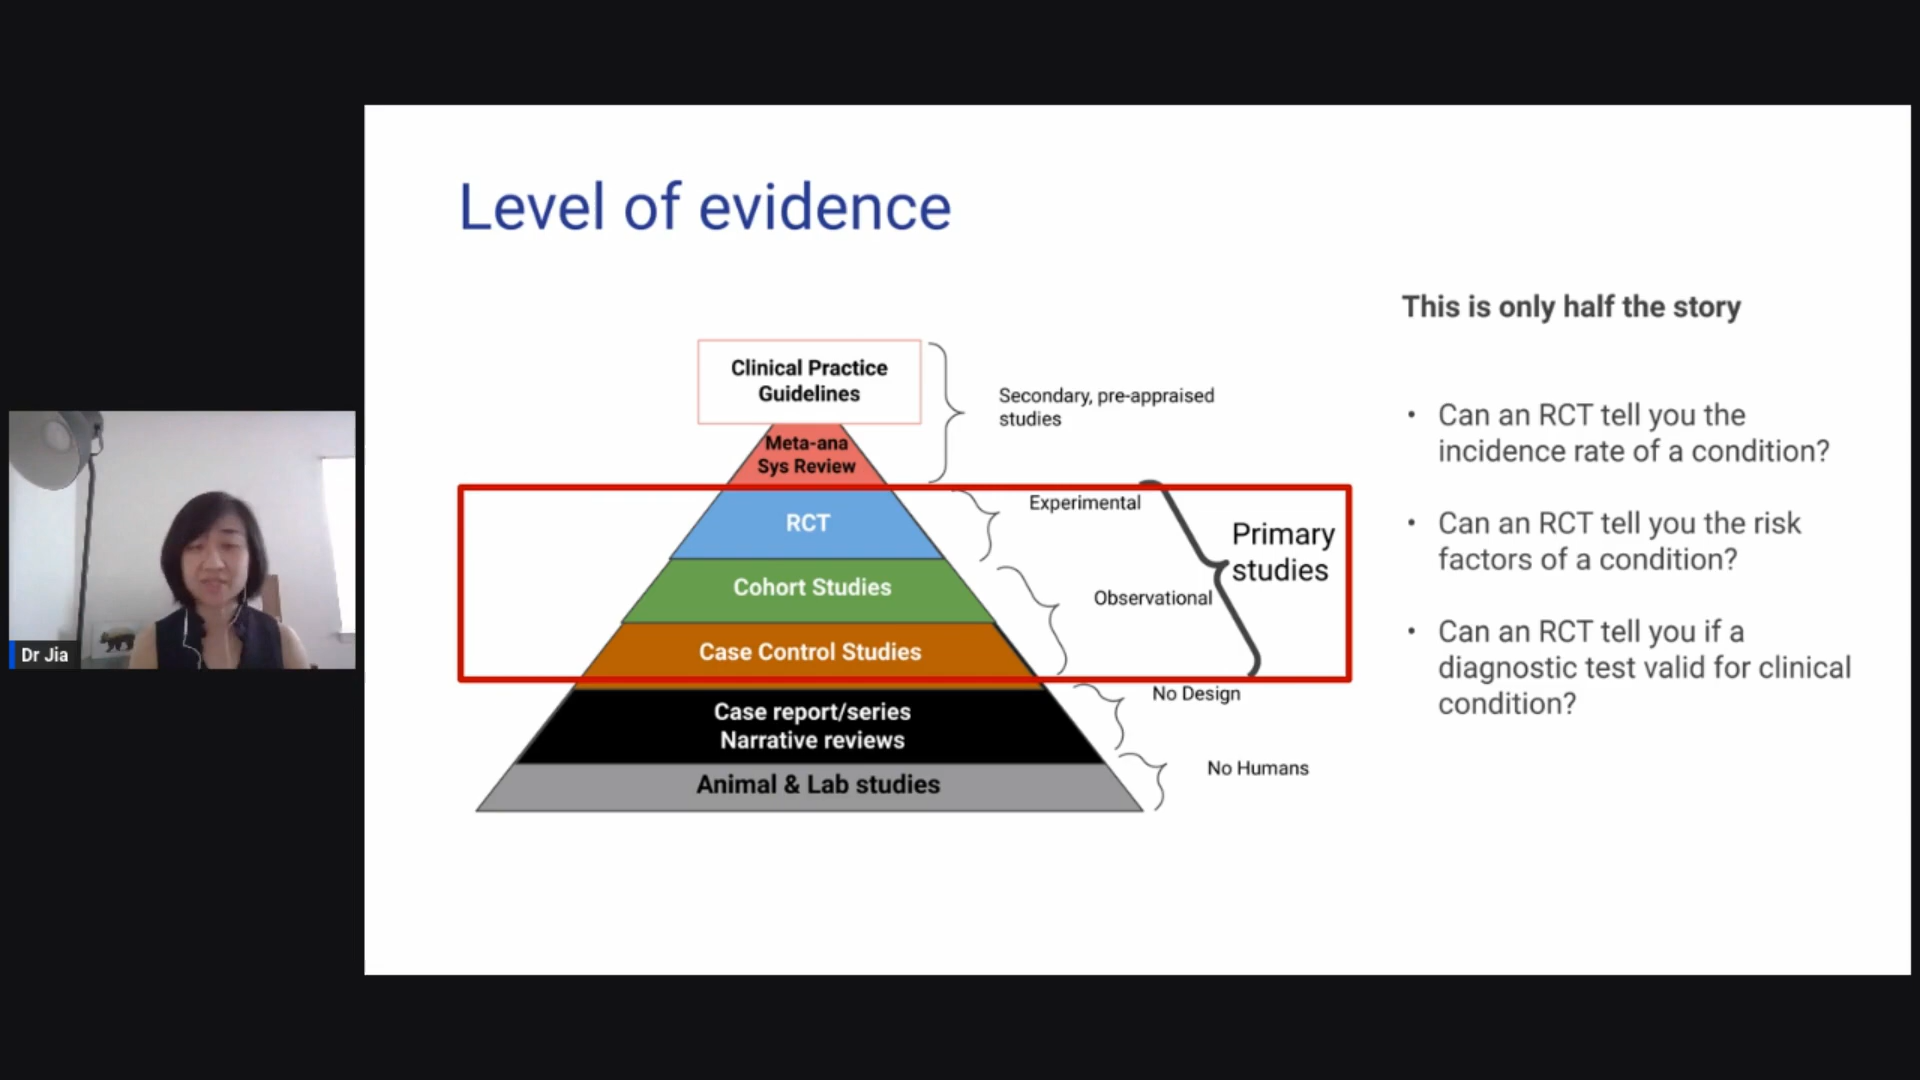 Level of evidence
This is only half the story
Clinical Practice
Guidelines
Meta-ana
Sys Review
RCT
Cohort Studies
Case Control Studies
Case report/series
Narrative reviews
Animal & Lab studies
Secondary, pre-appraised
studies
Experimental
Observational
Primary
studies
No Design
No Humans
• Can an RCT tell you the
incidence rate of a condition?
• Can an RCT tell you the risk
factors of a condition?
• Can an RCT tell you if a
diagnostic test valid for clinical
condition?
Dr Jia